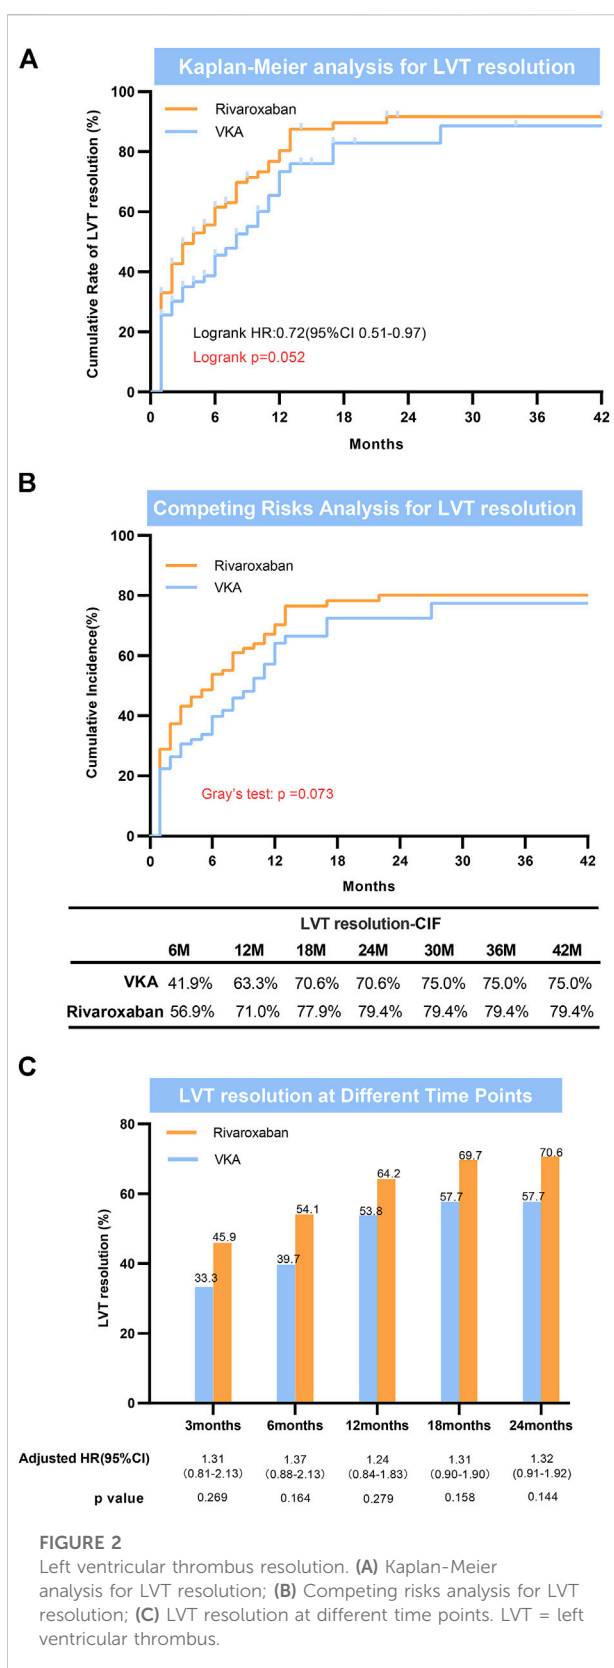 A
Kaplan-Meier analysis for LVT resolution
Cumulative Rate of LVT resolution (%)
100
80
60
40
20
0
Rivaroxaban
VKA
Logrank HR:0.72(95%CI 0.51-0.97)
Logrank p=0.052
0 6 12 18 24 30 36 42
Months
B
Competing Risks Analysis for LVT resolution
Cumulative Incidence(%)
100
80
60
40
20
0
Rivaroxaban
VKA
Gray's test: p =0.073
0 6 12 18 24 30 36 42
Months
LVT resolution-CIF
6M 12M 18M 24M 30M 36M 42M
VKA 41.9% 63.3% 70.6% 70.6% 75.0% 75.0% 75.0%
Rivaroxaban 56.9% 71.0% 77.9% 79.4% 79.4% 79.4% 79.4%
C
LVT resolution at Different Time Points
LVT resolution (%)
80
60
40
20
0
Rivaroxaban
VKA
33.3 45.9 39.7 54.1 53.8 64.2 57.7 69.7 57.7 70.6
3months 6months 12months 18months 24months
Adjusted HR(95%CI) 1.31 1.37 1.24 1.31 1.32
(0.81-2.13) (0.88-2.13) (0.84-1.83) (0.90-1.90) (0.91-1.92)
p value 0.269 0.164 0.279 0.158 0.144
FIGURE 2
Left ventricular thrombus resolution. (A) Kaplan-Meier
analysis for LVT resolution; (B) Competing risks analysis for LVT
resolution; (C) LVT resolution at different time points. LVT = left
ventricular thrombus.